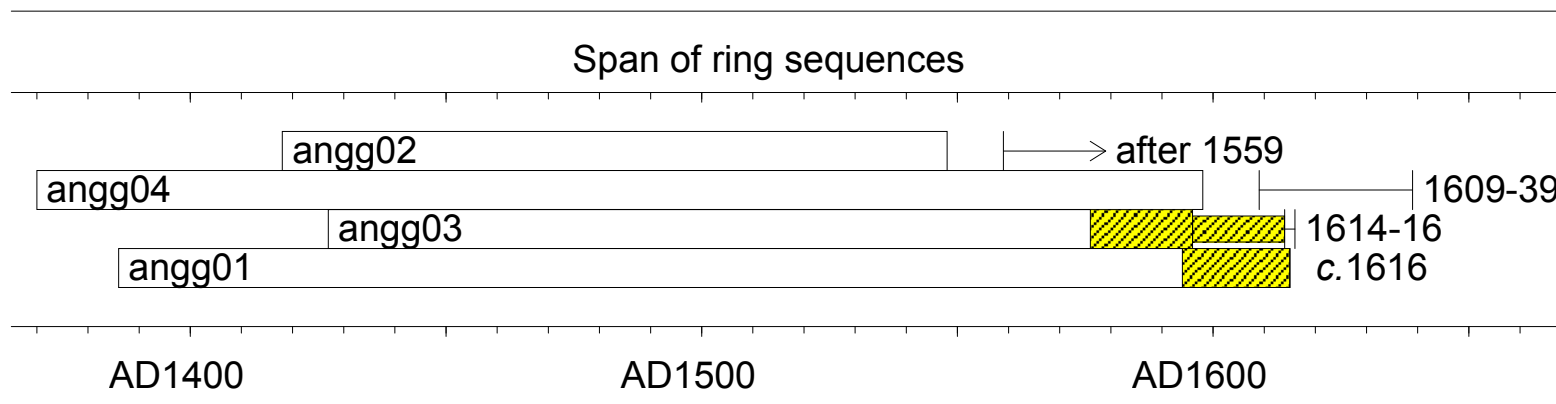 Span of ring sequences
angg02 after 1559
angg04 1609-39
angg03 1614-16
angg01 c.1616
AD1400 AD1500 AD1600